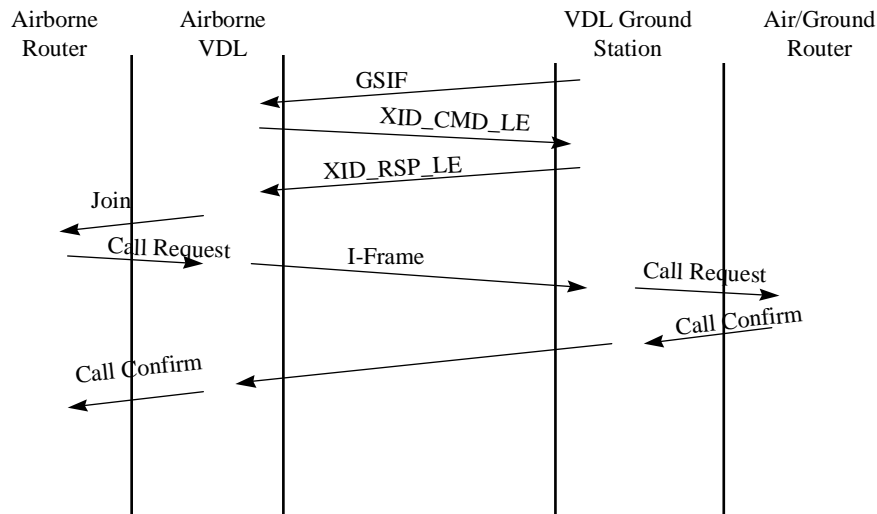 Airborne
Router
Airborne
VDL
VDL Ground
Station
Air/Ground
Router
GSIF
XID_CMD_LE
XID_RSP_LE
Join
Call Request
I-Frame
Call Request
Call Confirm
Call Confirm